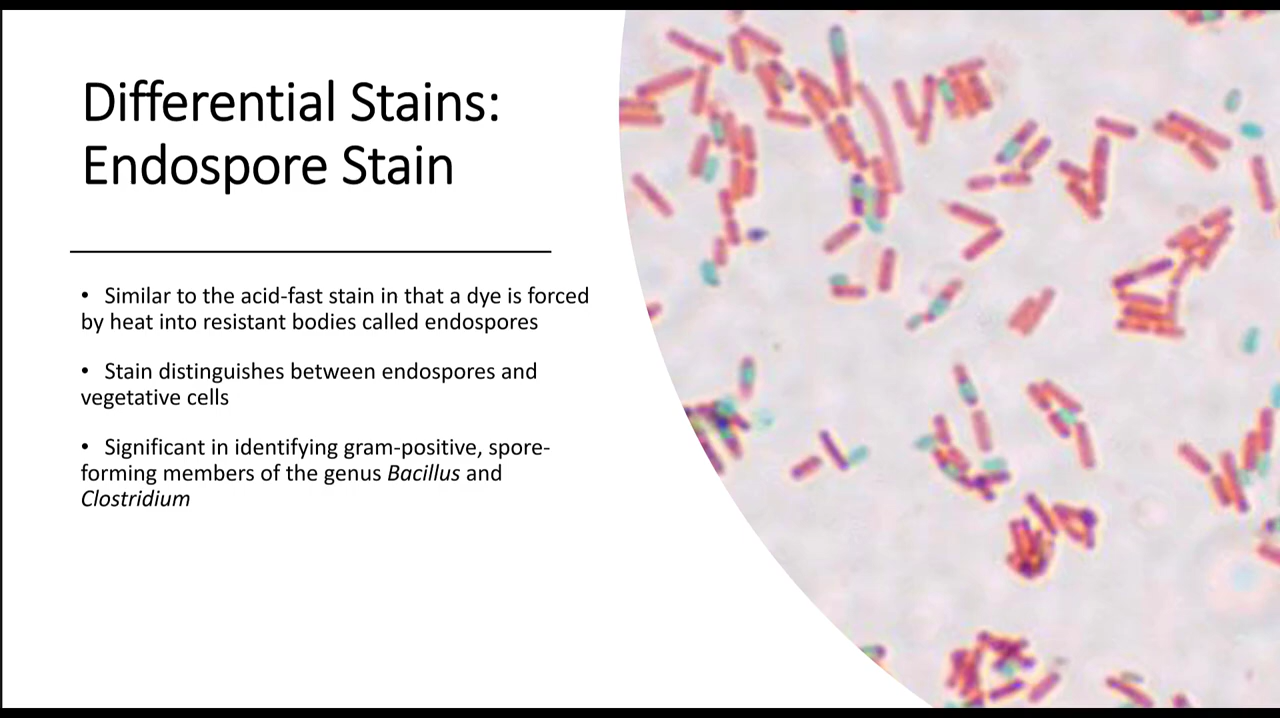 Differential Stains:
Endospore Stain
• Similar to the acid-fast stain in that a dye is forced
by heat into resistant bodies called endospores
• Stain distinguishes between endospores and
vegetative cells
• Significant in identifying gram-positive, spore-
forming members of the genus Bacillus and
Clostridium